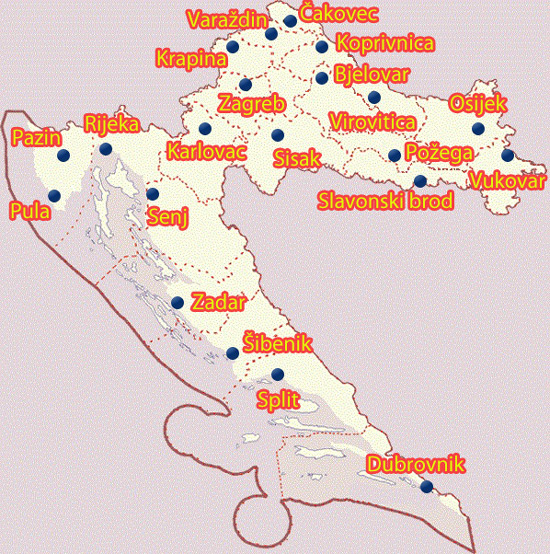 Čakovec
Varaždin
Koprivnica
Krapina
Bjelovar
Zagreb
Osijek
Virovitica
Rijeka
Pazin
Karlovac
Sisak
Požega
Vukovar
Slavonski brod
Pula
Senj
Zadar
Šibenik
Split
Dubrovnik